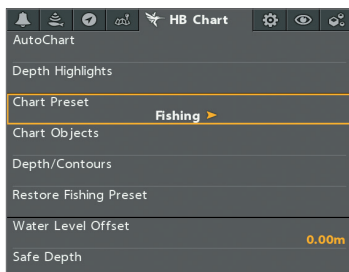 HB Chart
AutoChart
Depth Highlights
Chart Preset
Fishing
Chart Objects
Depth/Contours
Restore Fishing Preset
Water Level Offset
0.00m
Safe Depth